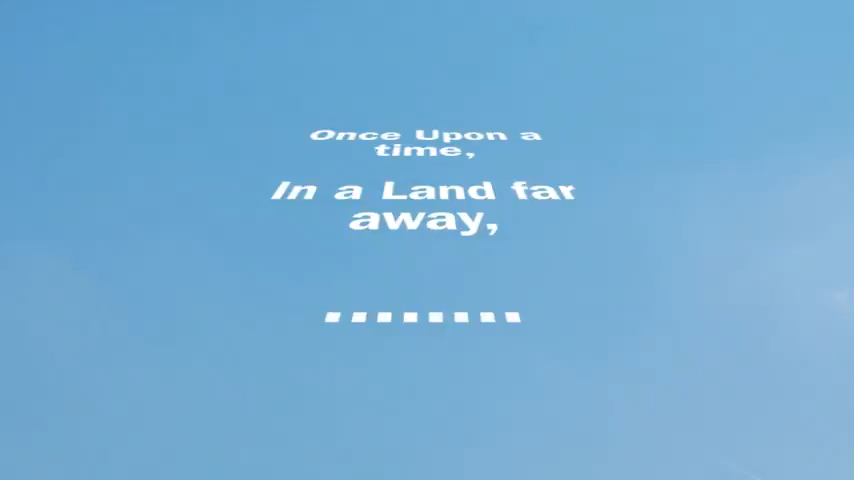 Once Upon a
time,
In a Land far
away,
........